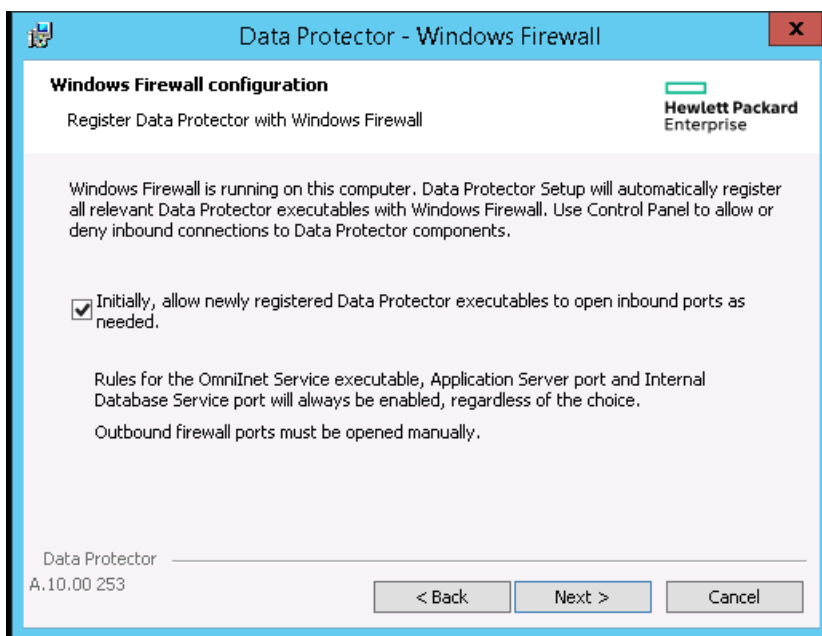 Data Protector - Windows Firewall
x
Windows Firewall configuration
Register Data Protector with Windows Firewall
Hewlett Packard
Enterprise
Windows Firewall is running on this computer. Data Protector Setup will automatically register
all relevant Data Protector executables with Windows Firewall. Use Control Panel to allow or
deny inbound connections to Data Protector components.
Initially, allow newly registered Data Protector executables to open inbound ports as
needed.
Rules for the OmniInet Service executable, Application Server port and Internal
Database Service port will always be enabled, regardless of the choice.
Outbound firewall ports must be opened manually.
Data Protector
A.10.00 253
< Back
Next >
Cancel